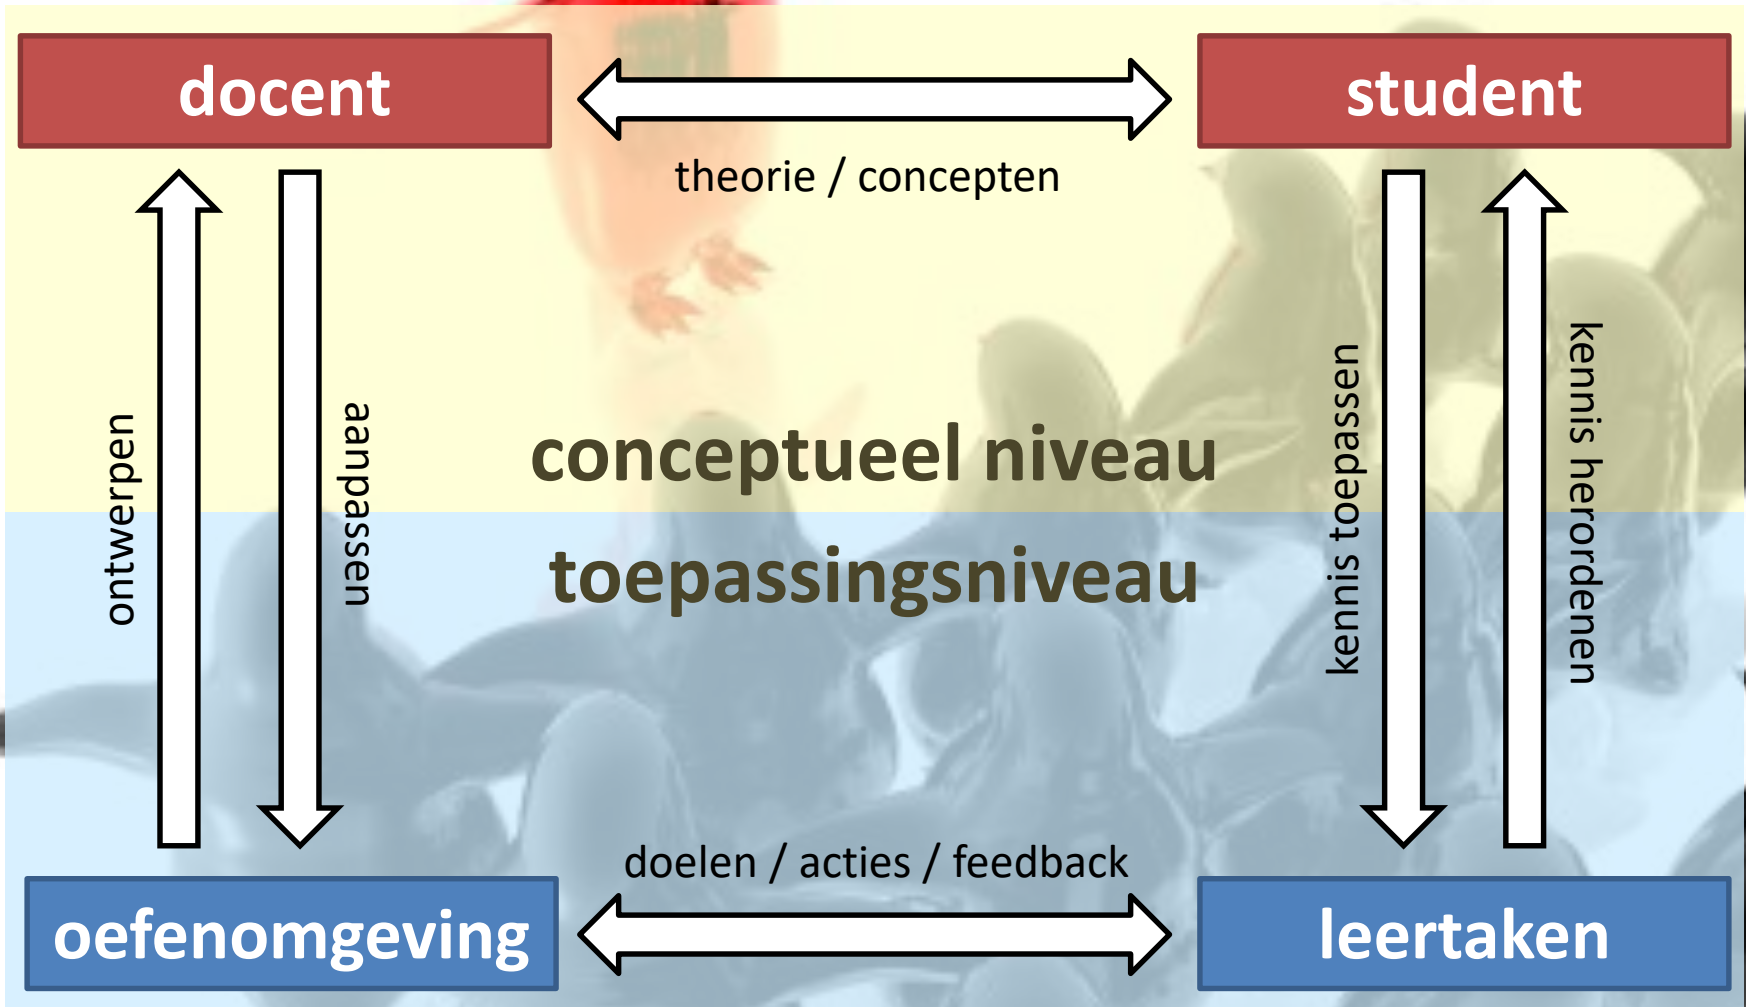 docent
student
theorie / concepten
ontwerpen
aanpassen
conceptueel niveau
toepassingsniveau
kennis toepassen
kennis herordenen
doelen / acties / feedback
oefenomgeving
leertaken